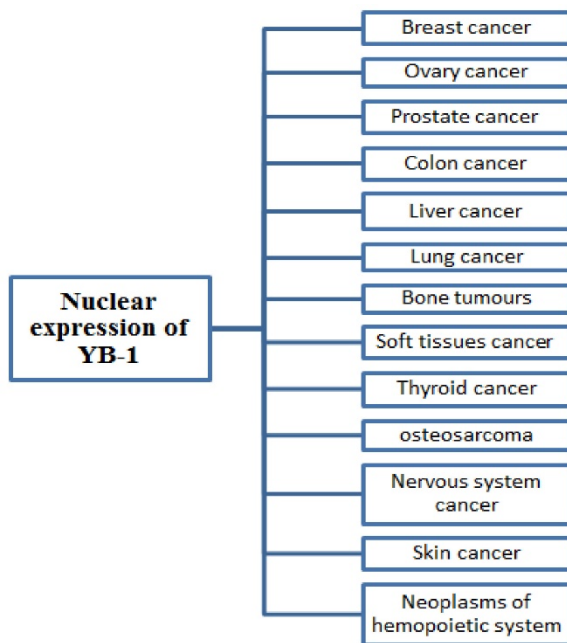 Breast cancer
Ovary cancer
Prostate cancer
Colon cancer
Liver cancer
Lung cancer
Nuclear
expression of
YB-1
Bone tumours
Soft tissues cancer
Thyroid cancer
osteosarcoma
Nervous system
cancer
Skin cancer
Neoplasms of
hemopoietic system